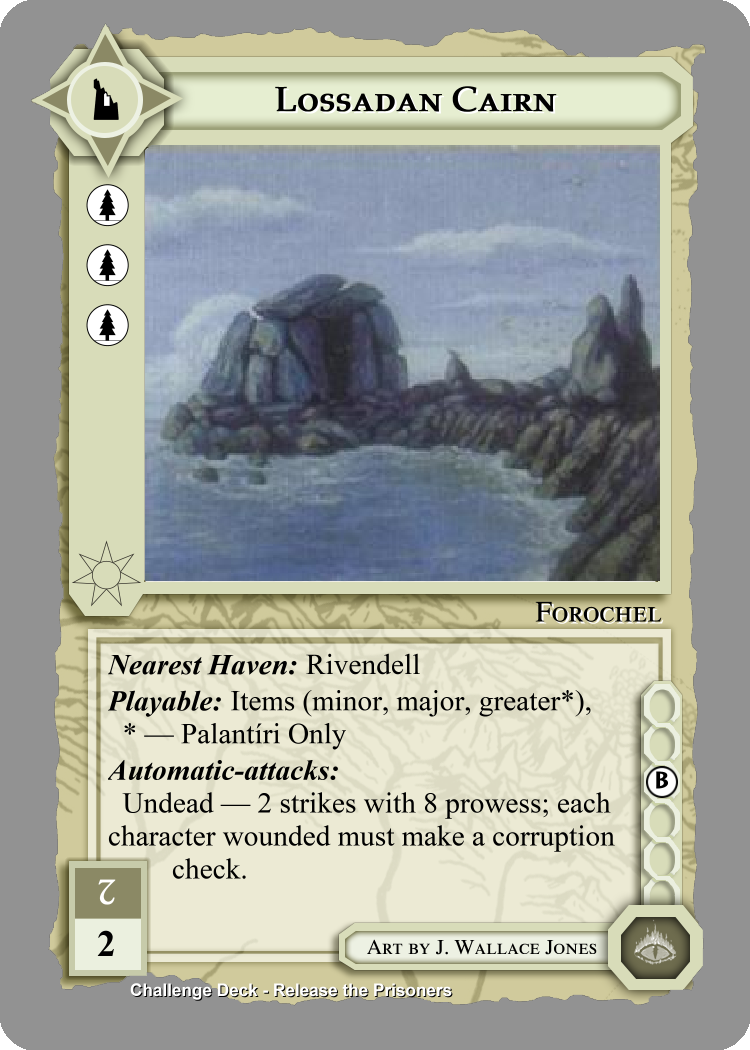 Lossadan Cairn
Forochel
Nearest Haven: Rivendell
Playable: Items (minor, major, greater*),
* — Palantíri Only
Automatic-attacks:
Undead — 2 strikes with 8 prowess; each
character wounded must make a corruption
check.
B
2
2
Art by J. Wallace Jones
Challenge Deck - Release the Prisoners